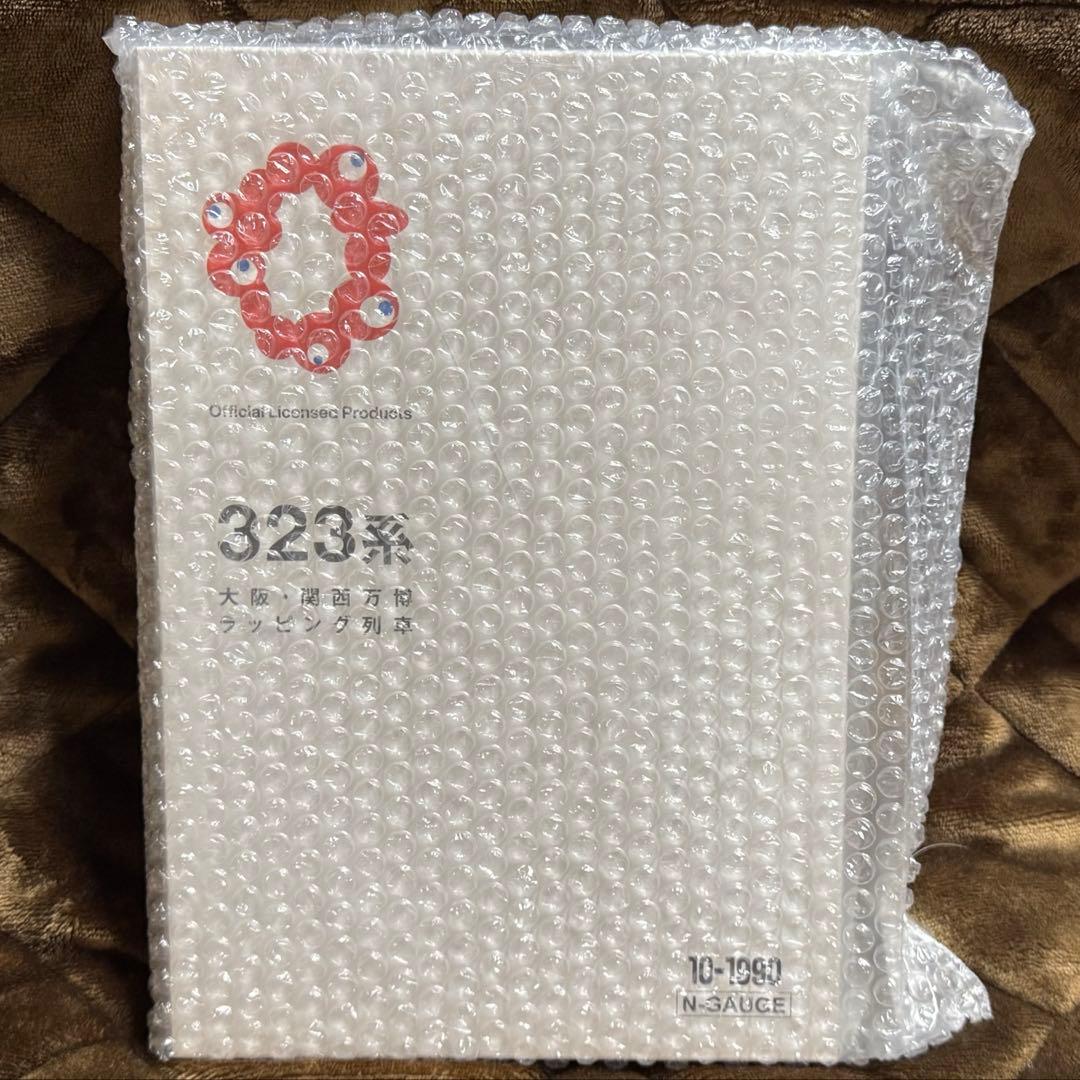 Official Licensed Products
323系
大阪・関西万博
ラッピング列車
10-1990
N-GAUGE